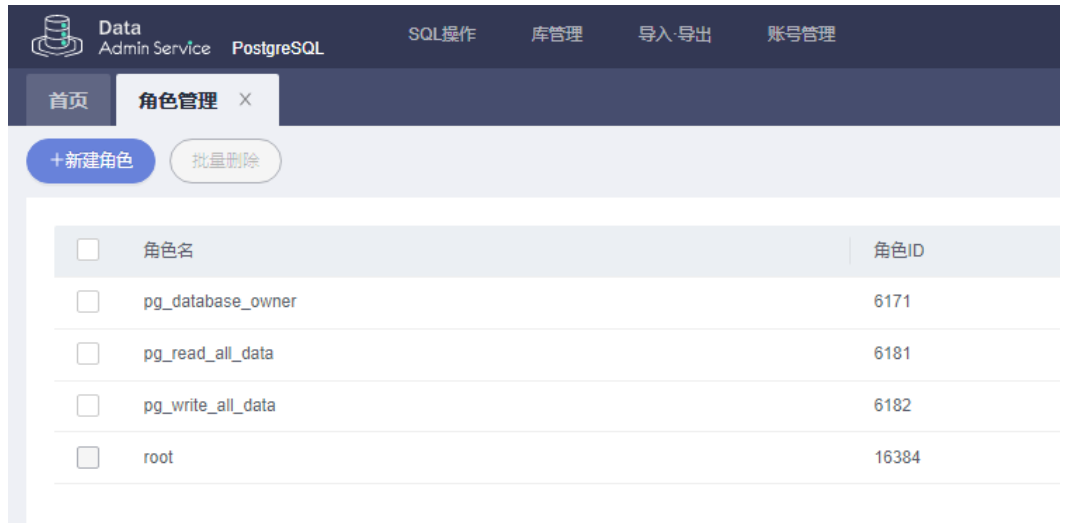 Data
Admin Service PostgreSQL SQL操作 库管理 导入·导出 账号管理
首页 角色管理 ×
+新建角色 批量删除
角色名 角色ID
pg_database_owner 6171
pg_read_all_data 6181
pg_write_all_data 6182
root 16384